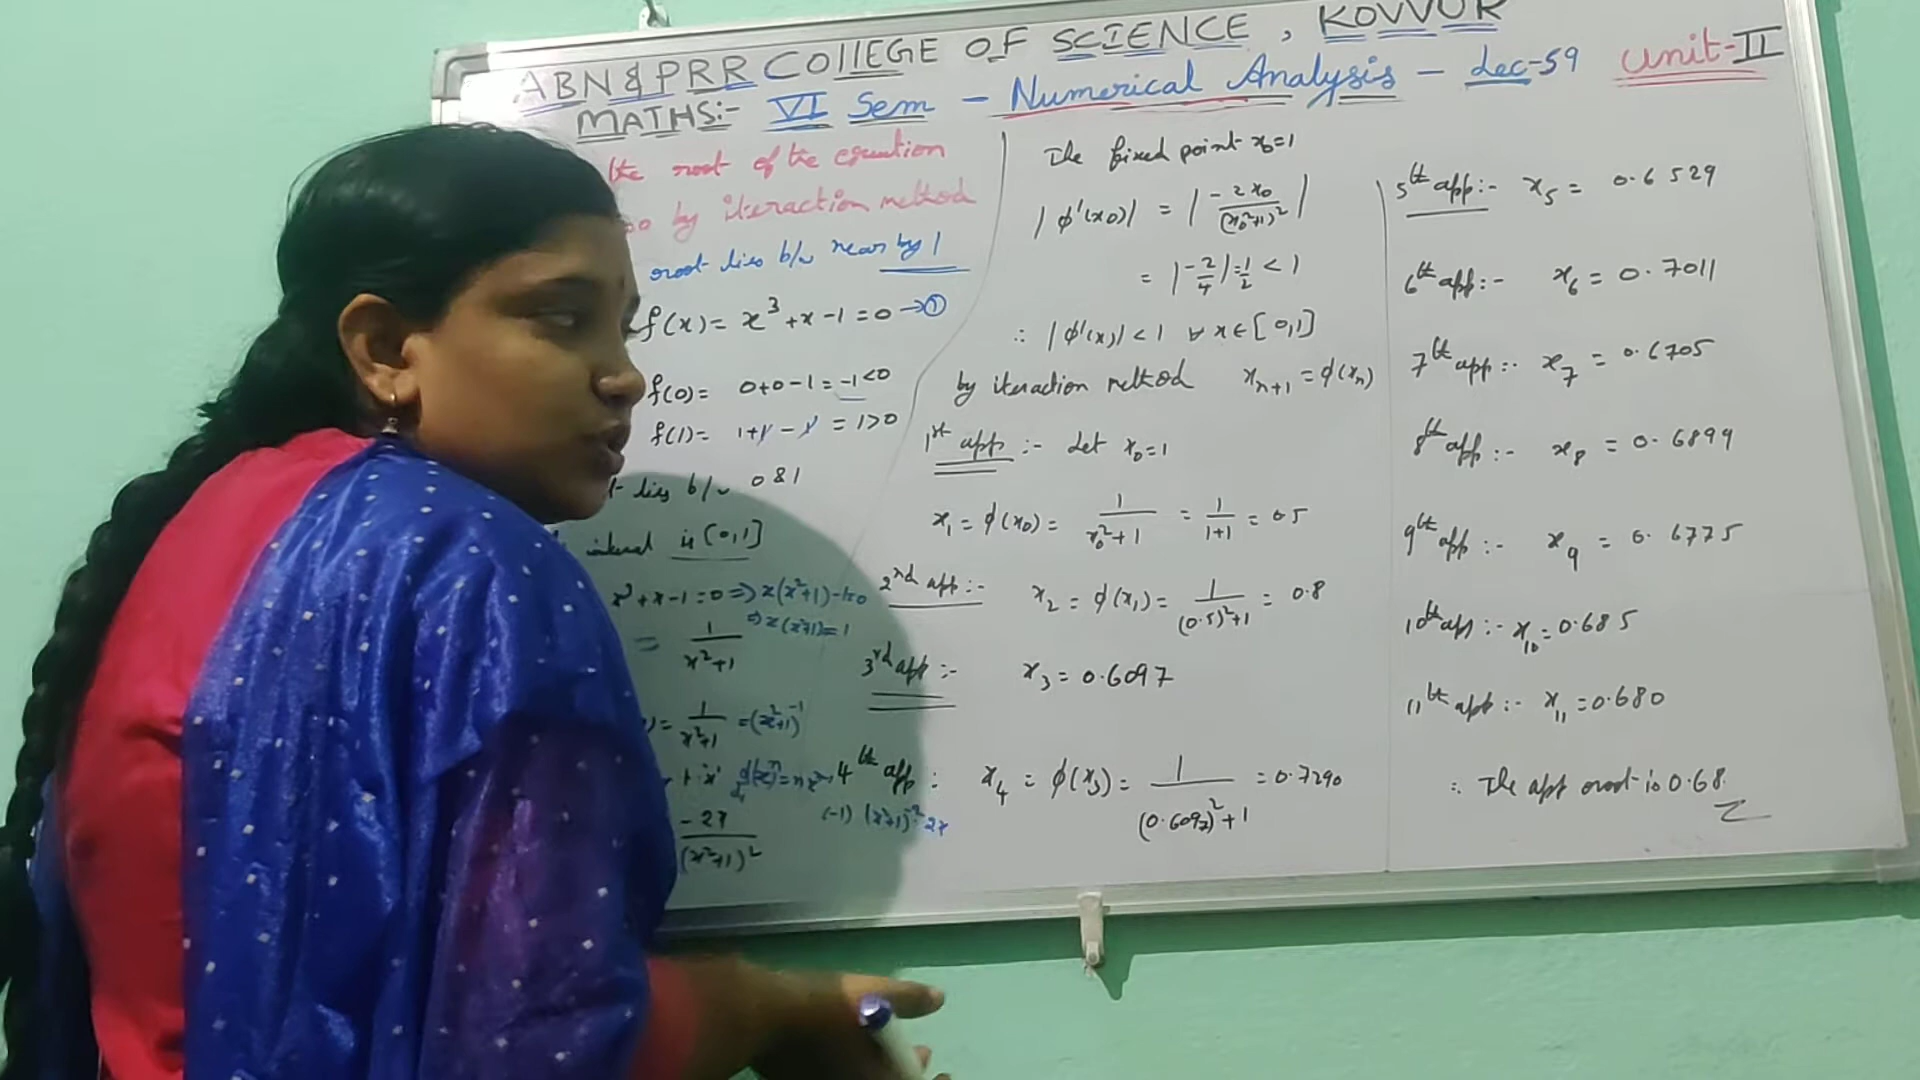 ABN & PRR COllEGE OF SCIENCE , KOVVUR
MATHS:- VI Sem - Numerical Analysis - Lec-59 Unit-II
the root of the equation
by iteraction method
root lies b/w near by 1
f(x) = x³+x-1=0 →①
f(0)= 0+0-1=-1<0
f(1)= 1+1-1 = 1>0
lies b/w 0 & 1
interval is [0,1]
x³+x-1=0 ⇒ x(x²+1)-1=0
⇒ x(x²+1)=1
= 1/(x²+1)
= 1/(x²+1) =(x²+1)⁻¹
-2x/(x²+1)²
(-1) (x²+1)⁻² 2x
The fixed point x₀=1
|ϕ'(x₀)| = |-2x₀/(x₀²+1)²|
= |-2/4|=1/2 < 1
∴ |ϕ'(x)| < 1 ∀ x∈[0,1]
by iteraction method xₙ₊₁ = ϕ(xₙ)
1st app :- Let x₀=1
x₁ = ϕ(x₀) = 1/(x₀²+1) = 1/(1+1) = 0.5
2nd app :- x₂ = ϕ(x₁) = 1/((0.5)²+1) = 0.8
3rd app :- x₃ = 0.6097
4th app : x₄ = ϕ(x₃) = 1/((0.6097)²+1) = 0.7290
5th app :- x₅ = 0.6529
6th app :- x₆ = 0.7011
7th app :- x₇ = 0.6705
8th app :- x₈ = 0.6899
9th app :- x₉ = 0.6775
10th app :- x₁₀ = 0.685
11th app :- x₁₁ = 0.680
∴ The app root is 0.68